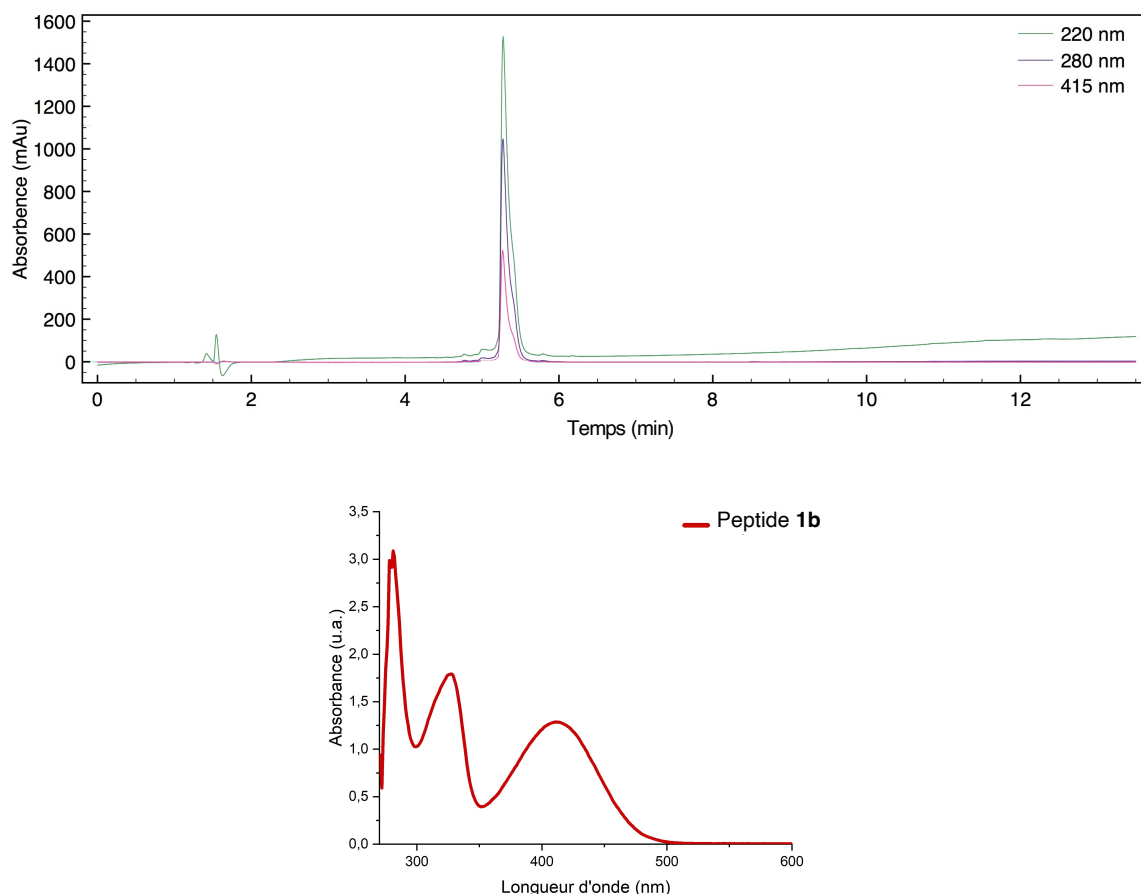 1600
1400
1200
1000
800
600
400
200
0
Absorbence (mAu)
220 nm
280 nm
415 nm
0 2 4 6 8 10 12
Temps (min)
3,5
3,0
2,5
2,0
1,5
1,0
0,5
0,0
Absorbance (u.a.)
Peptide 1b
300 400 500 600
Longueur d'onde (nm)